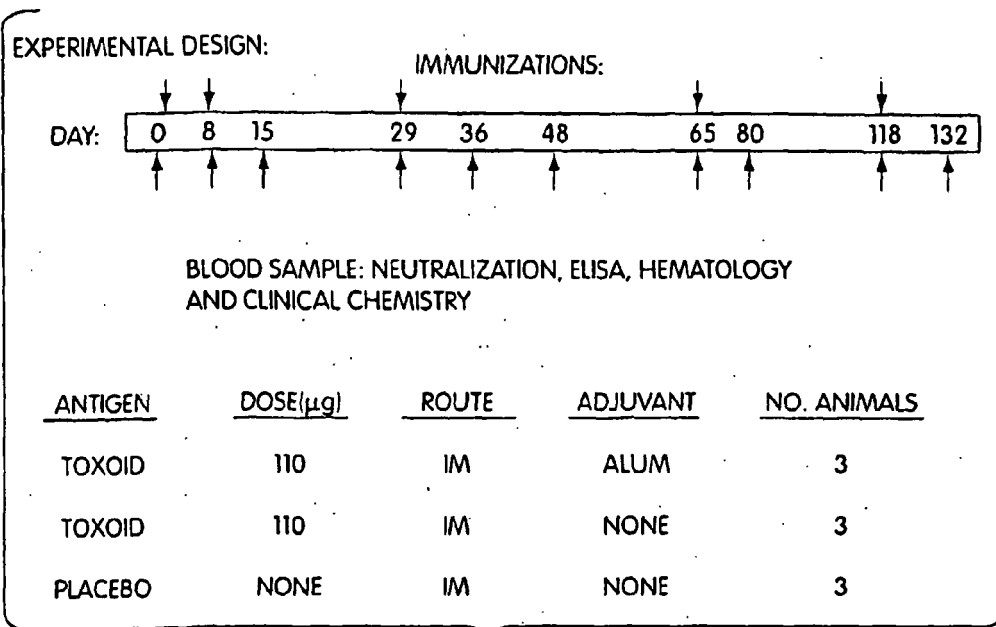 EXPERIMENTAL DESIGN:
IMMUNIZATIONS:
DAY: 0 8 15 29 36 48 65 80 118 132
BLOOD SAMPLE: NEUTRALIZATION, ELISA, HEMATOLOGY
AND CLINICAL CHEMISTRY
ANTIGEN DOSE(μg) ROUTE ADJUVANT NO. ANIMALS
TOXOID 110 IM ALUM 3
TOXOID 110 IM NONE 3
PLACEBO NONE IM NONE 3